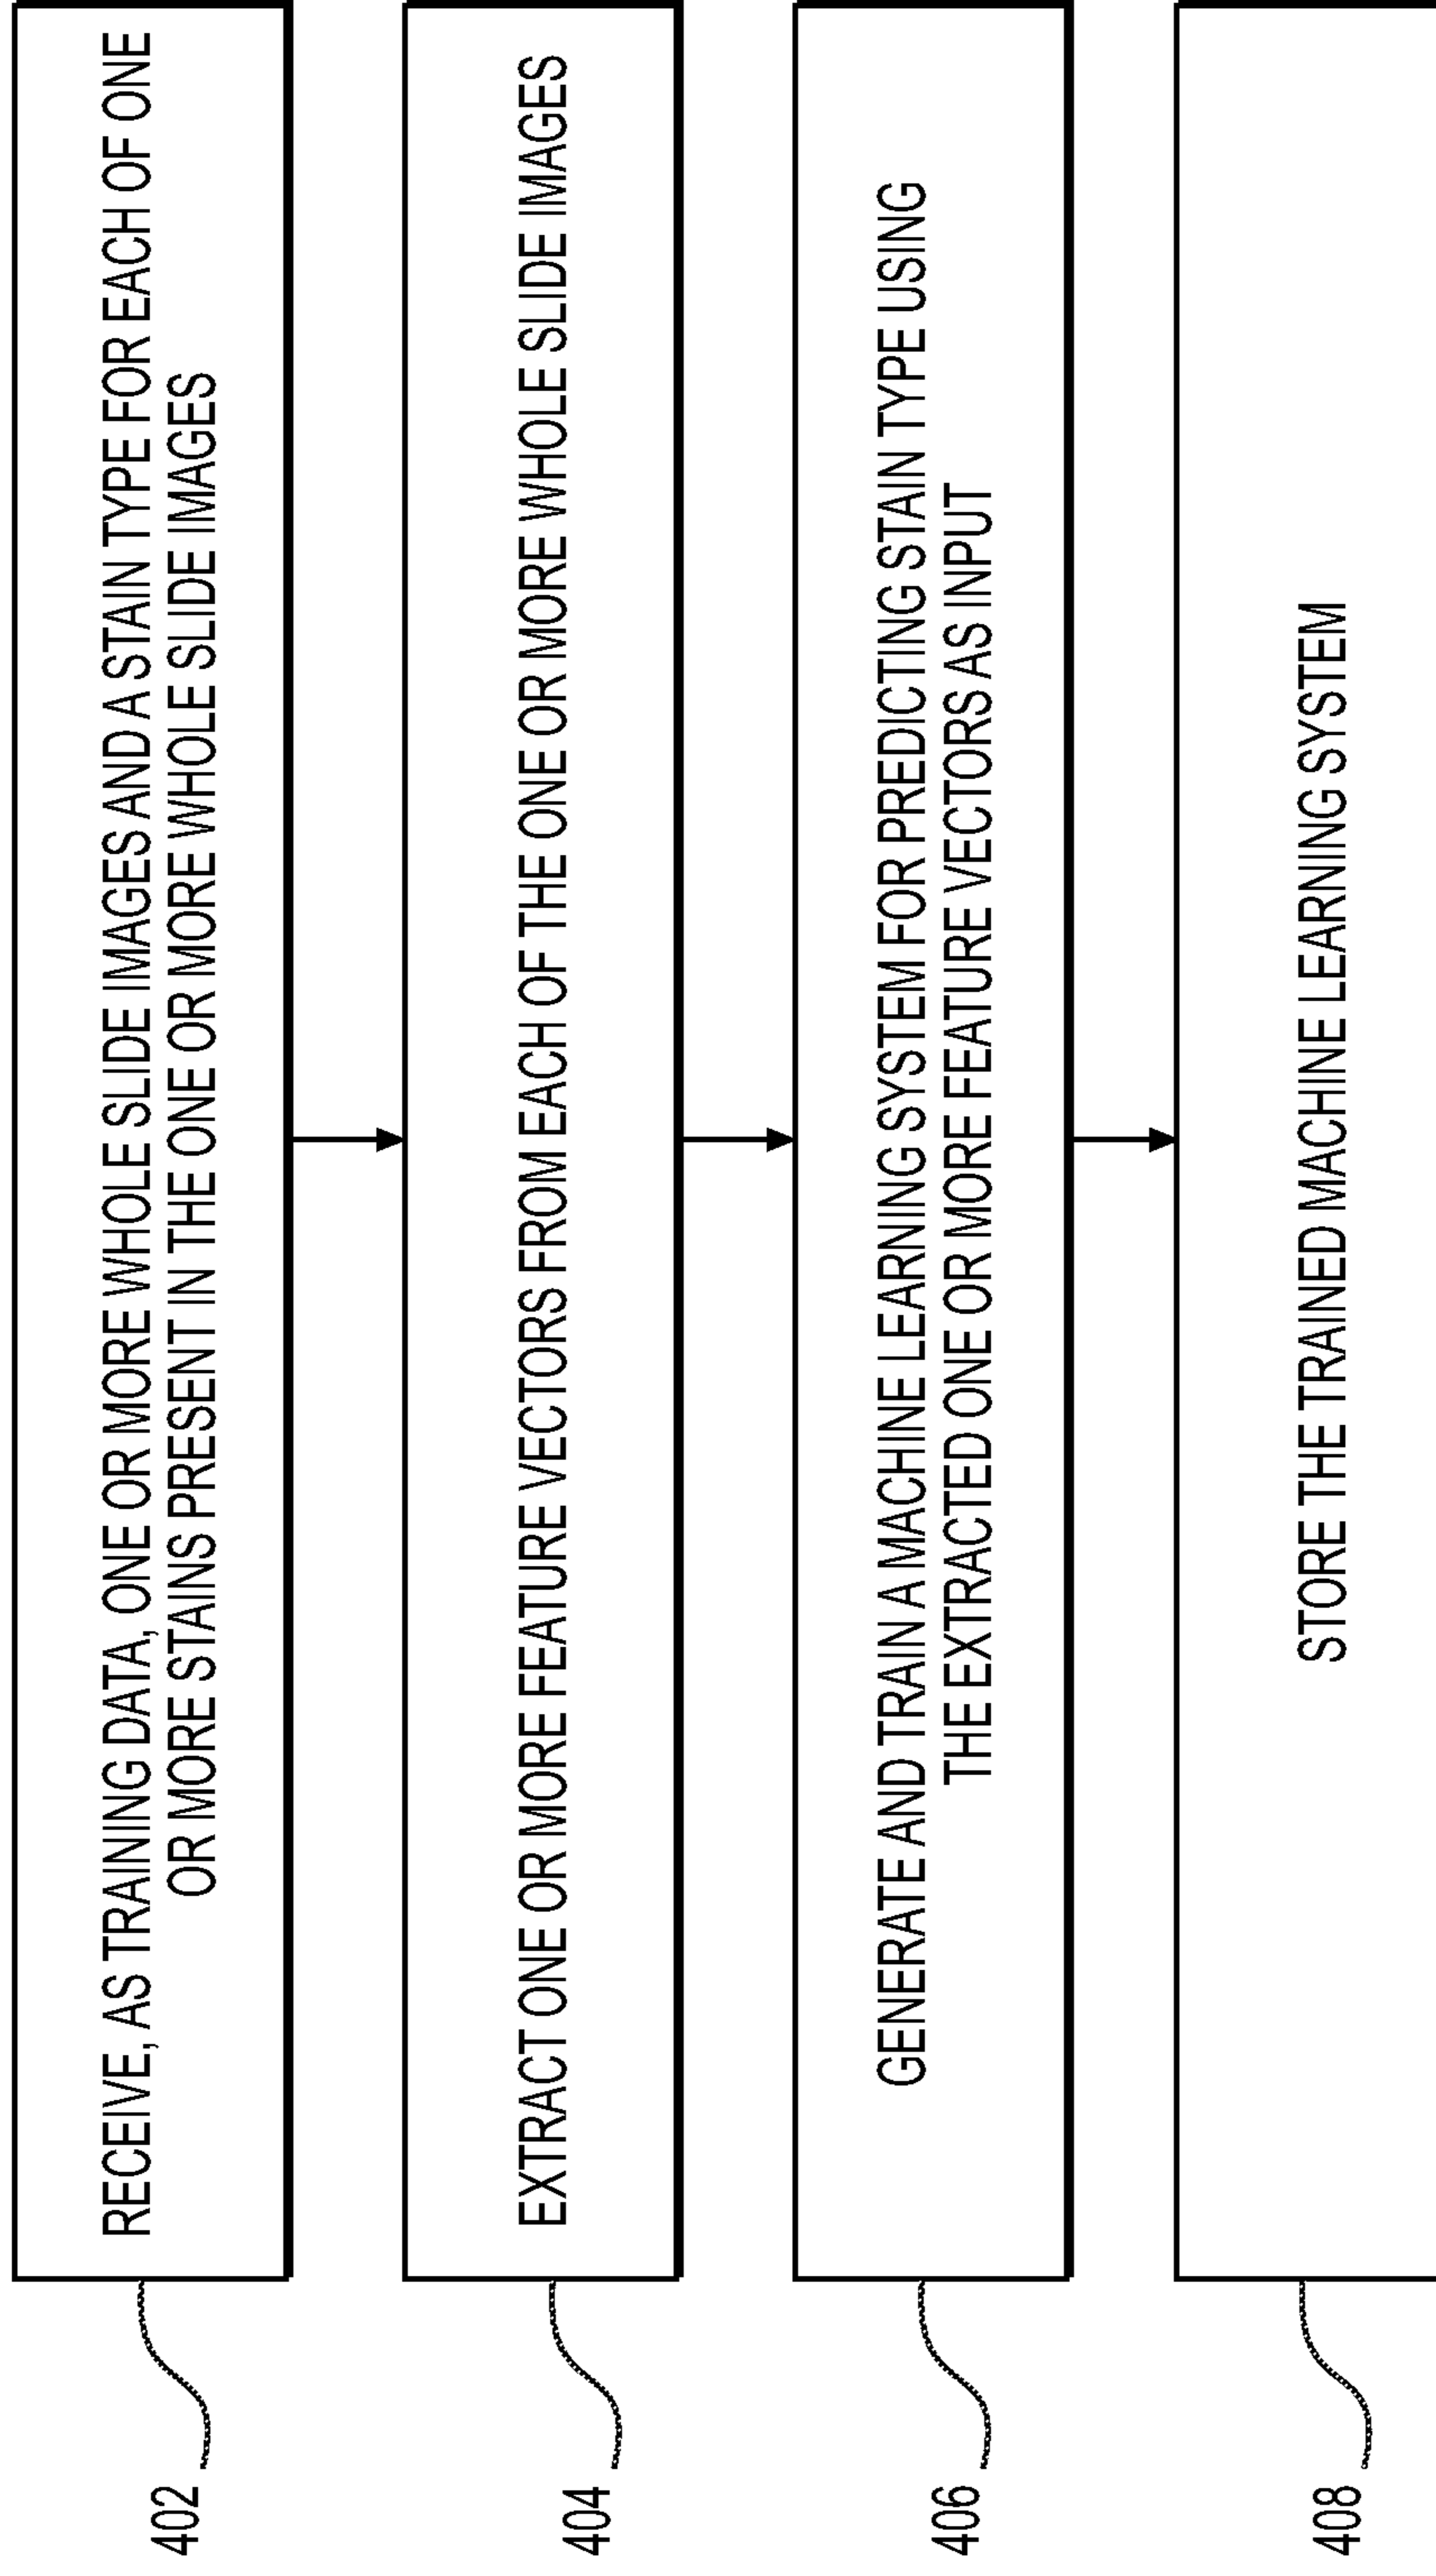 402
RECEIVE, AS TRAINING DATA, ONE OR MORE WHOLE SLIDE IMAGES AND A STAIN TYPE FOR EACH OF ONE
OR MORE STAINS PRESENT IN THE ONE OR MORE WHOLE SLIDE IMAGES
404
EXTRACT ONE OR MORE FEATURE VECTORS FROM EACH OF THE ONE OR MORE WHOLE SLIDE IMAGES
406
GENERATE AND TRAIN A MACHINE LEARNING SYSTEM FOR PREDICTING STAIN TYPE USING
THE EXTRACTED ONE OR MORE FEATURE VECTORS AS INPUT
408
STORE THE TRAINED MACHINE LEARNING SYSTEM